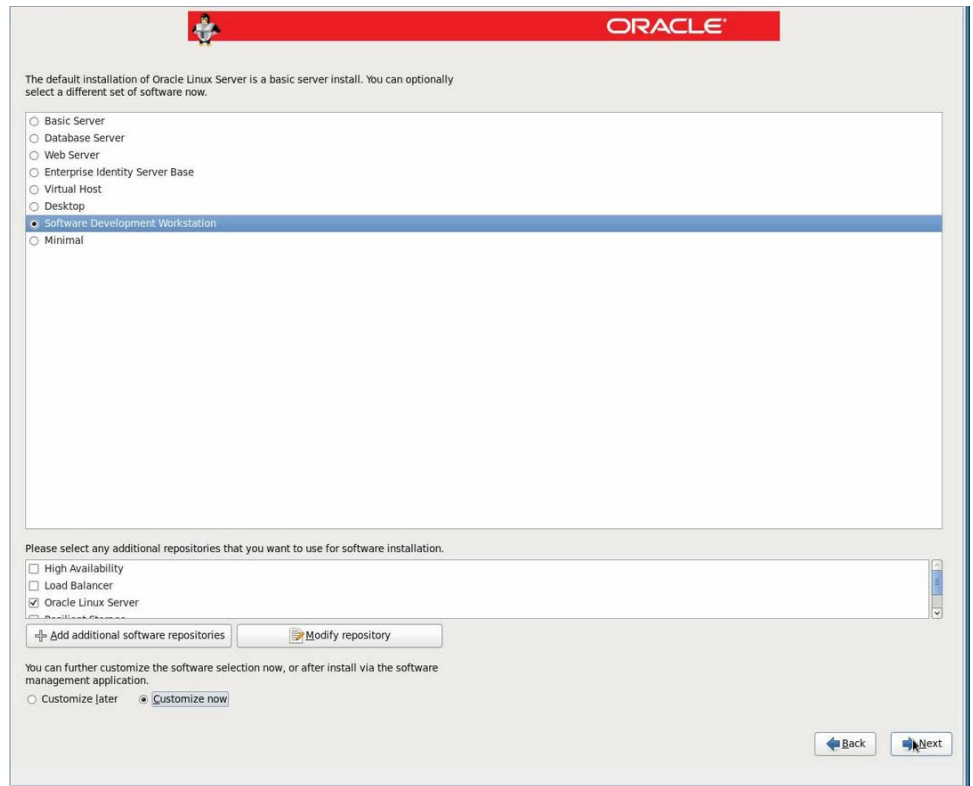 ORACLE
The default installation of Oracle Linux Server is a basic server install. You can optionally
select a different set of software now.
Basic Server
Database Server
Web Server
Enterprise Identity Server Base
Virtual Host
Desktop
Software Development Workstation
Minimal
Please select any additional repositories that you want to use for software installation.
High Availability
Load Balancer
Oracle Linux Server
Add additional software repositories
Modify repository
You can further customize the software selection now, or after install via the software
management application.
Customize later
Customize now
Back
Next